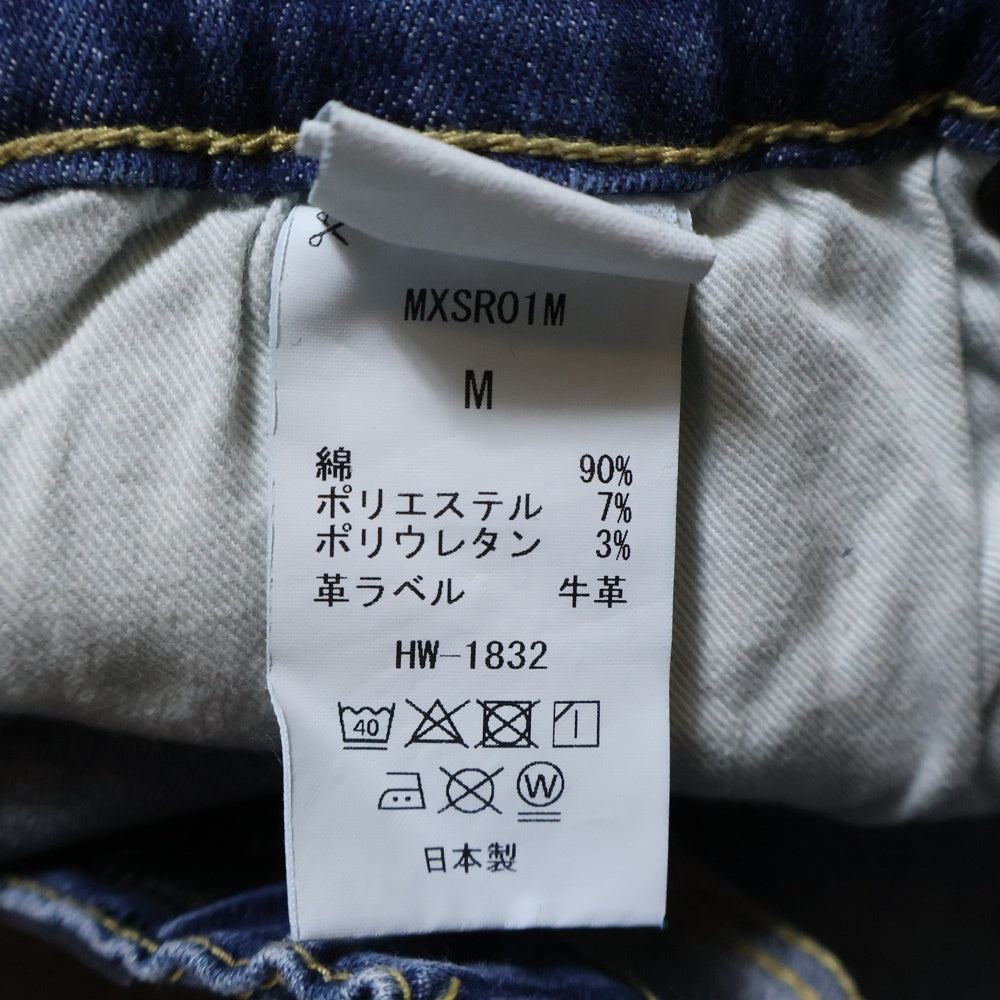 MXSR01M
M
綿 90%
ポリエステル 7%
ポリウレタン 3%
革ラベル 牛革
HW-1832
40
W
日本製